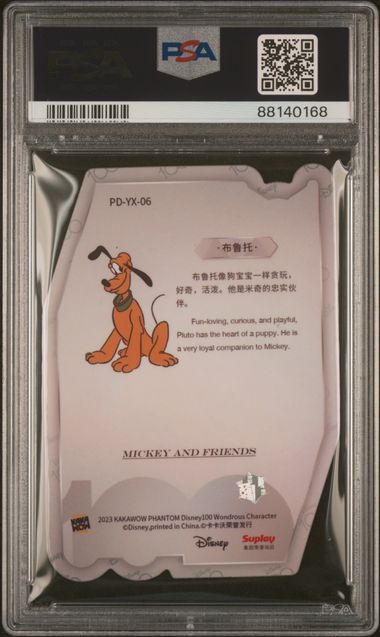 PSA
PSA
88140168
PD-YX-06
·布鲁托·
布鲁托像狗宝宝一样贪玩,
好奇, 活泼。他是米奇的忠实伙
伴。
Fun-loving, curious, and playful,
Pluto has the heart of a puppy. He is
a very loyal companion to Mickey.
MICKEY AND FRIENDS
100
KAKAWOW
2023 KAKAWOW PHANTOM Disney100 Wondrous Character
©Disney,printed in China.©卡卡沃荣誉发行
Disney
Suplay